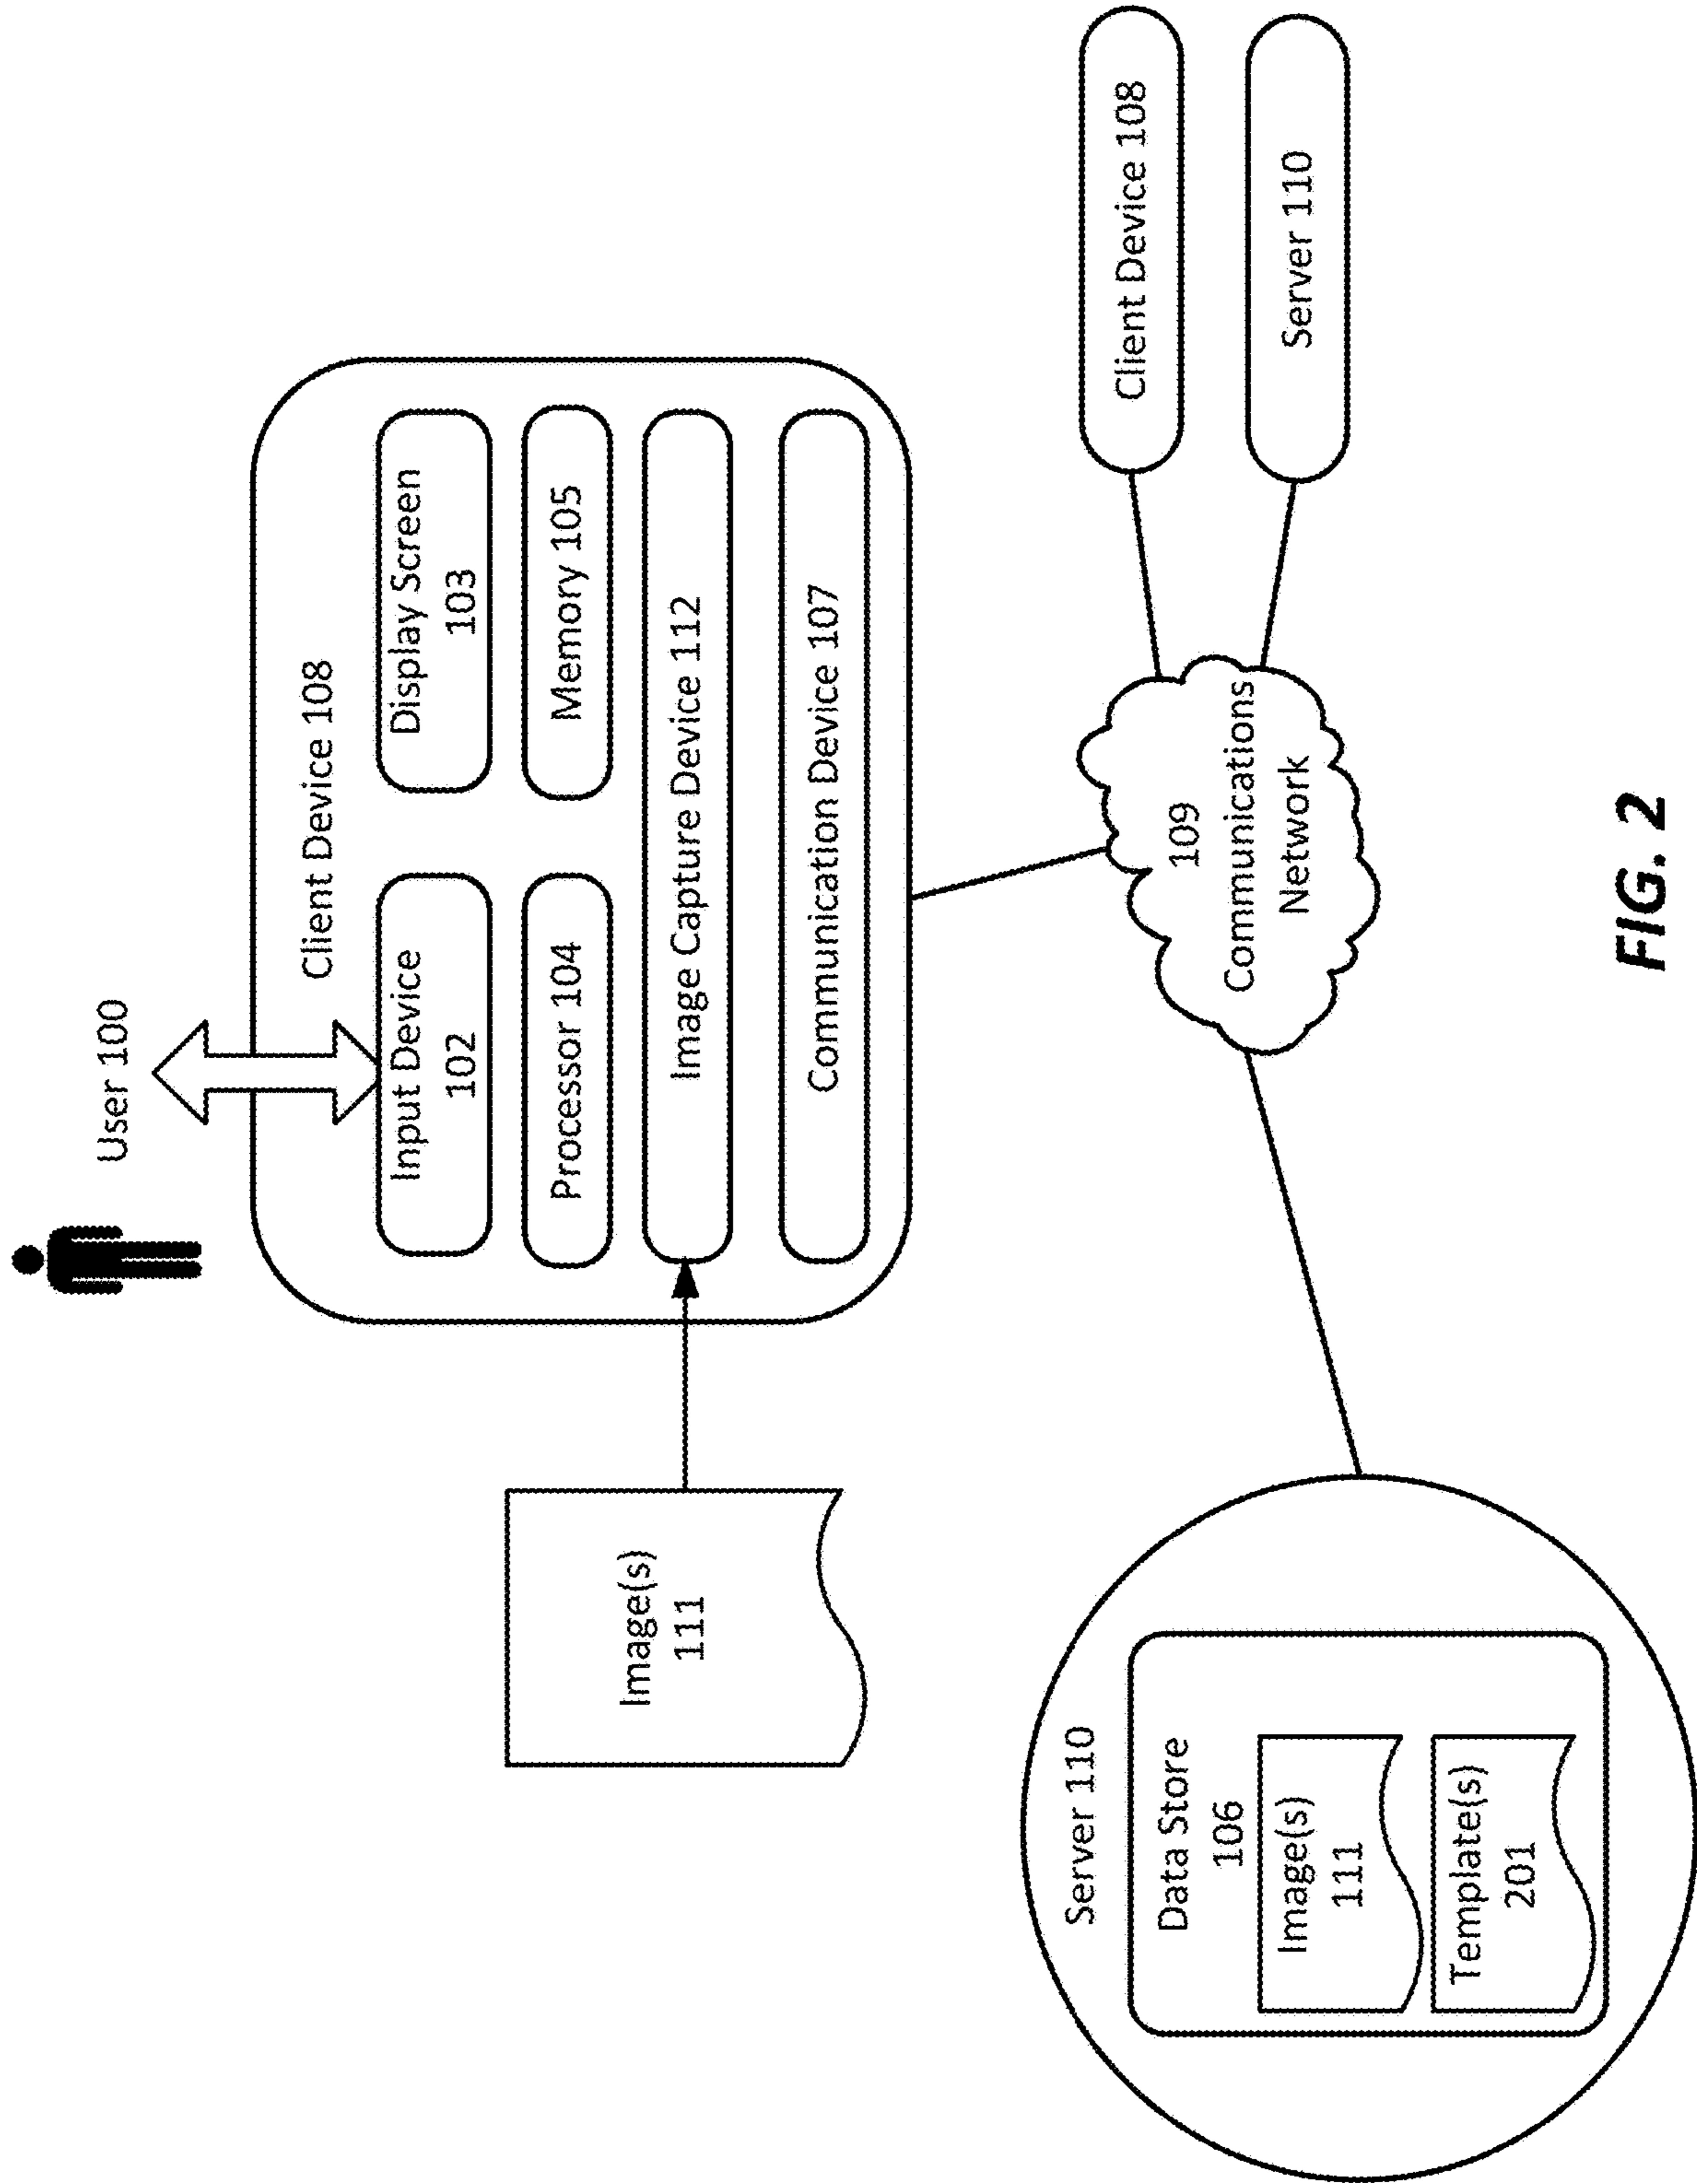 User 100
Client Device 108
Input Device
102
Display Screen
103
Processor 104
Memory 105
Image(s)
111
Image Capture Device 112
Communication Device 107
Server 110
Data Store
106
Image(s)
111
Template(s)
201
109
Communications
Network
Client Device 108
Server 110
FIG. 2